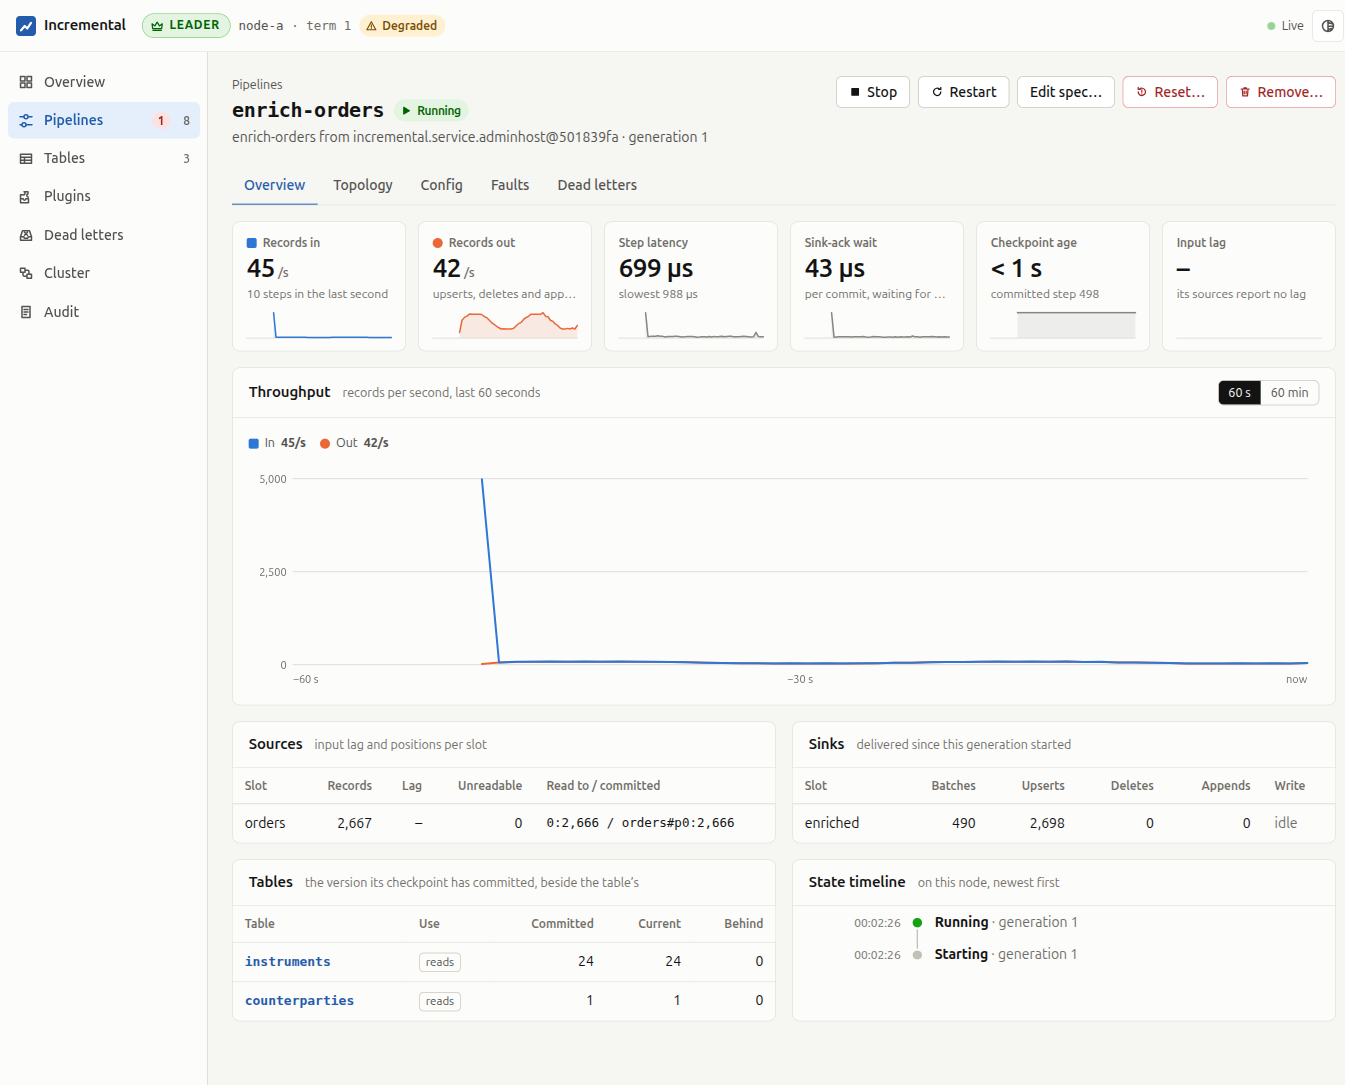 Incremental
LEADER
node-a · term 1
Degraded
Live
Overview
Pipelines 1 8
Tables 3
Plugins
Dead letters
Cluster
Audit
Pipelines
enrich-orders
Running
enrich-orders from incremental.service.adminhost@501839fa · generation 1
Stop
Restart
Edit spec…
Reset…
Remove…
Overview Topology Config Faults Dead letters
Records in
45 /s
10 steps in the last second
Records out
42 /s
upserts, deletes and app…
Step latency
699 µs
slowest 988 µs
Sink-ack wait
43 µs
per commit, waiting for …
Checkpoint age
< 1 s
committed step 498
Input lag
–
its sources report no lag
Throughput records per second, last 60 seconds
60 s 60 min
In 45/s Out 42/s
5,000
2,500
0
−60 s −30 s now
Sources input lag and positions per slot
Slot Records Lag Unreadable Read to / committed
orders 2,667 – 0 0:2,666 / orders#p0:2,666
Sinks delivered since this generation started
Slot Batches Upserts Deletes Appends Write
enriched 490 2,698 0 0 idle
Tables the version its checkpoint has committed, beside the table's
Table Use Committed Current Behind
instruments reads 24 24 0
counterparties reads 1 1 0
State timeline on this node, newest first
00:02:26 Running · generation 1
00:02:26 Starting · generation 1